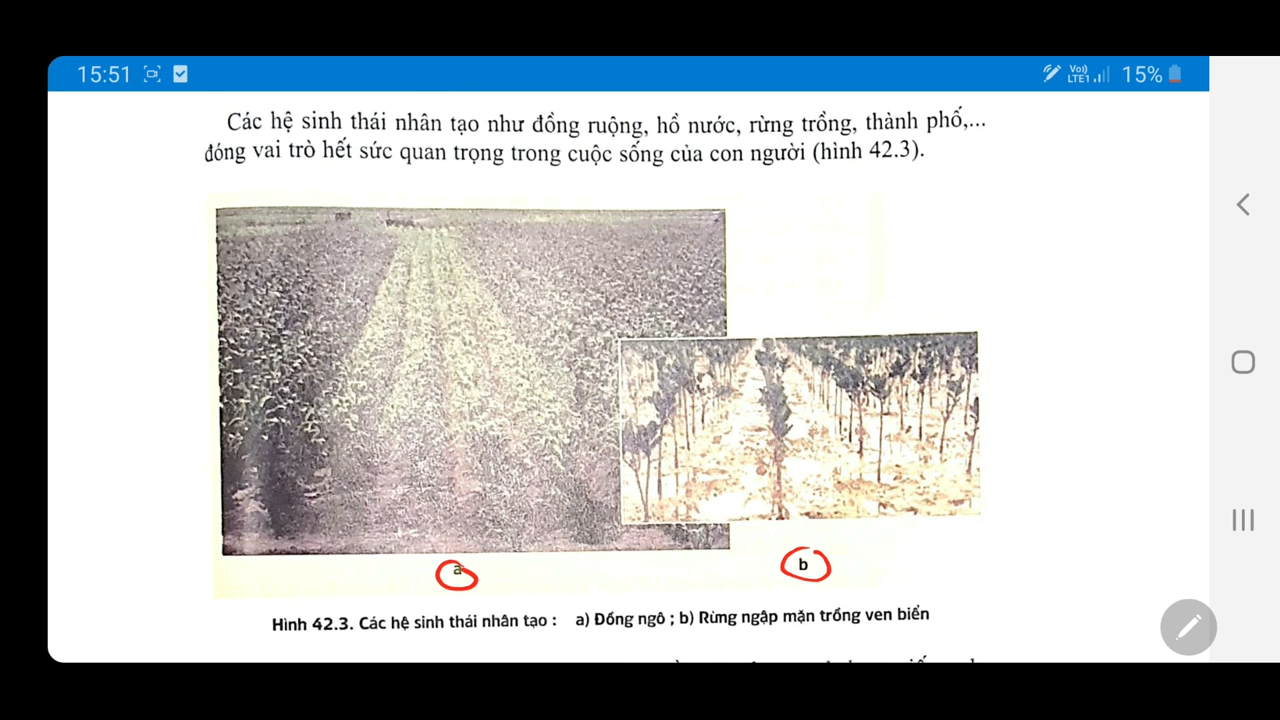 15:51
Vo))
LTE1
15%
Các hệ sinh thái nhân tạo như đồng ruộng, hồ nước, rừng trồng, thành phố,...
đóng vai trò hết sức quan trọng trong cuộc sống của con người (hình 42.3).
a
b
Hình 42.3. Các hệ sinh thái nhân tạo : a) Đồng ngô ; b) Rừng ngập mặn trồng ven biển